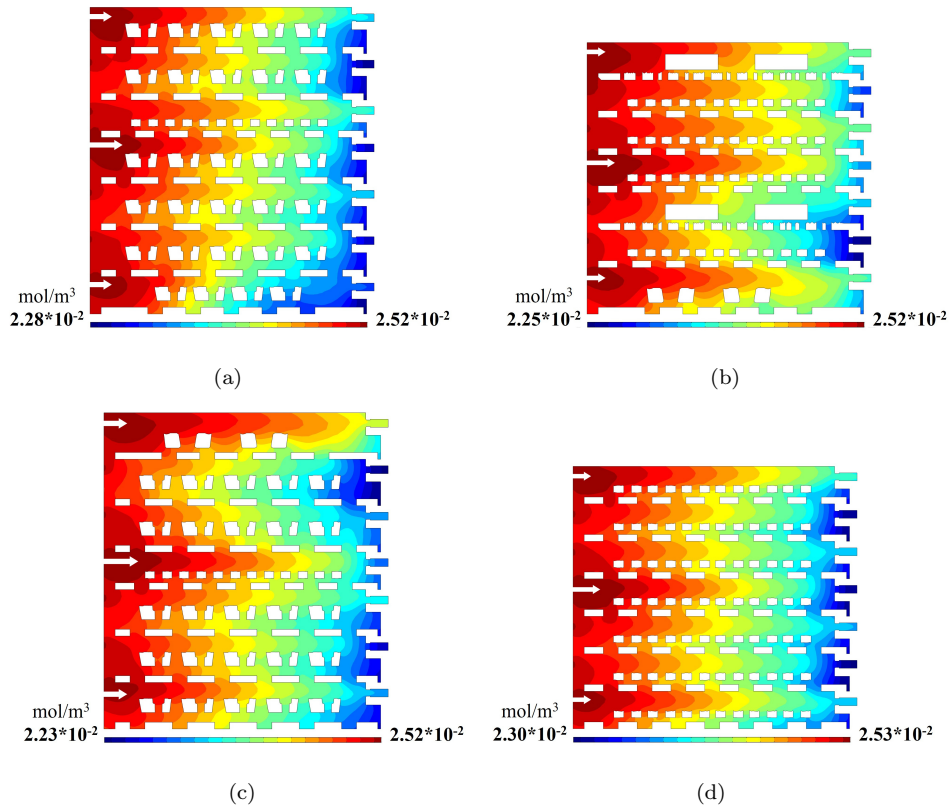 mol/m³
2.28*10⁻² 2.52*10⁻²
(a)
mol/m³
2.25*10⁻² 2.52*10⁻²
(b)
mol/m³
2.23*10⁻² 2.52*10⁻²
(c)
mol/m³
2.30*10⁻² 2.53*10⁻²
(d)